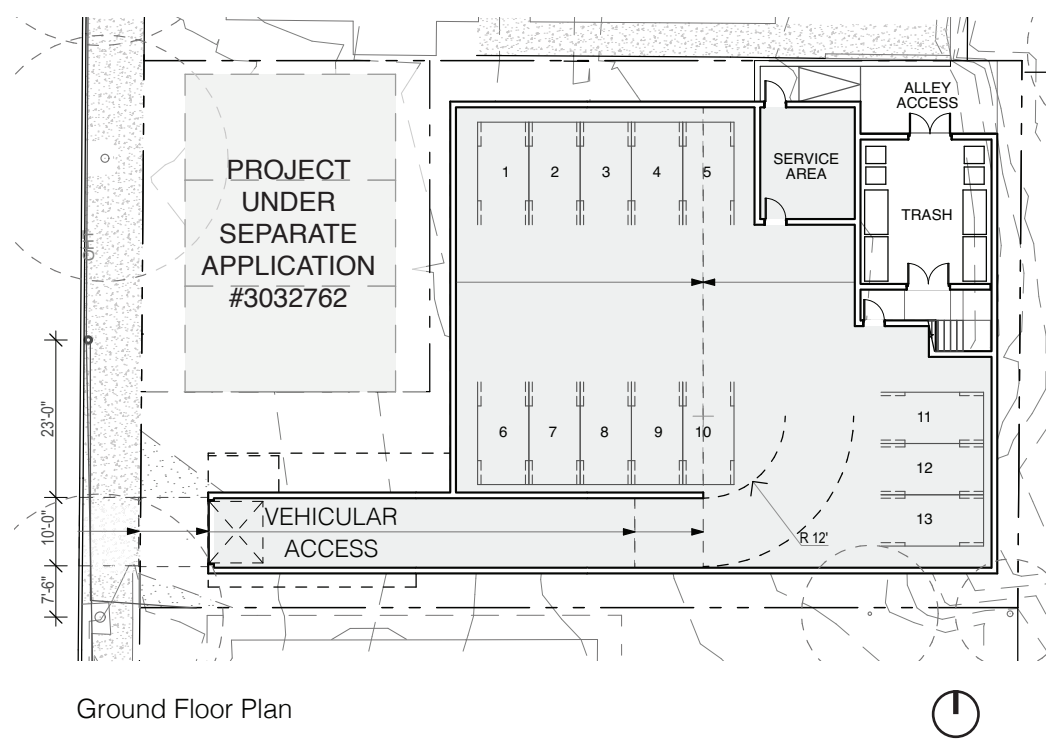 ALLEY
ACCESS
PROJECT
UNDER
SEPARATE
APPLICATION
#3032762
1
2
3
4
5
SERVICE
AREA
TRASH
6
7
8
9
10
11
12
13
VEHICULAR
ACCESS
R 12'
23'-0"
10'-0"
7'-6"
Ground Floor Plan